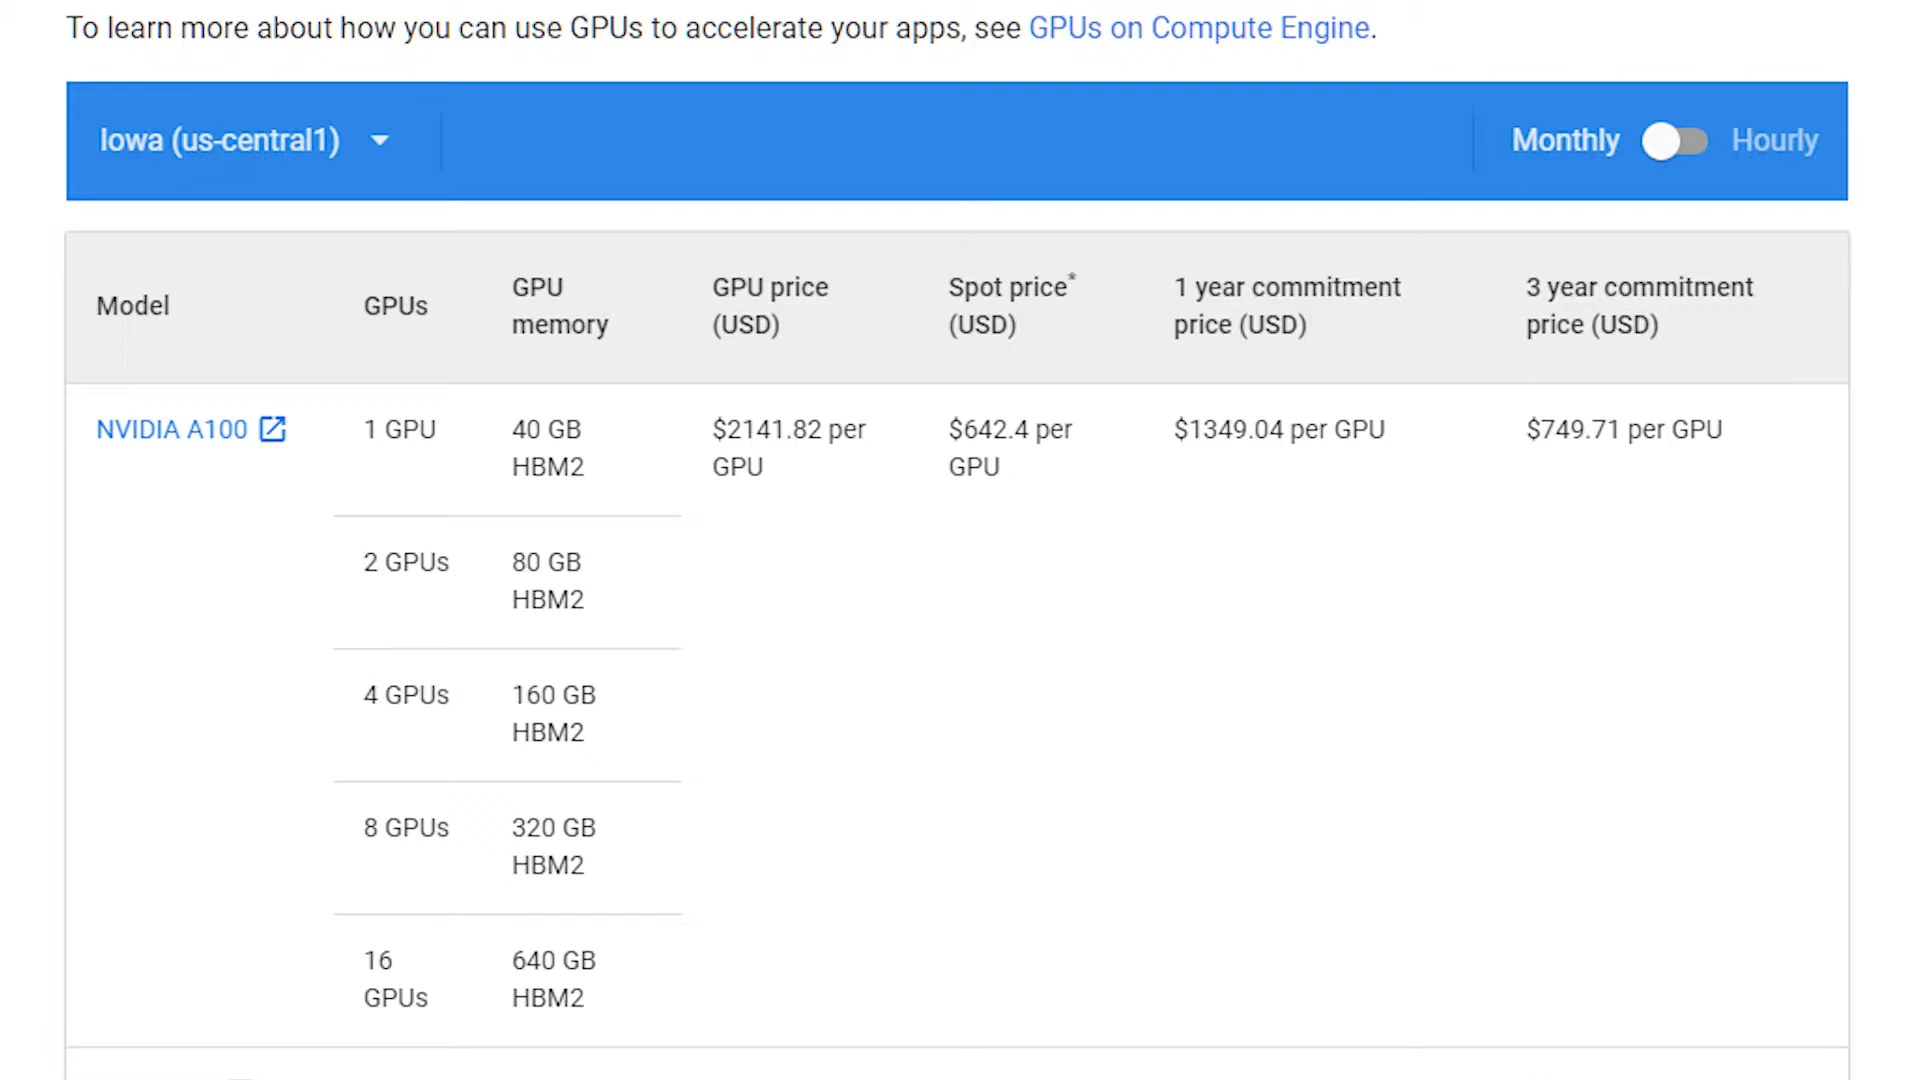 To learn more about how you can use GPUs to accelerate your apps, see GPUs on Compute Engine.
Iowa (us-central1)
Monthly Hourly
Model
GPUs
GPU
memory
GPU price
(USD)
Spot price*
(USD)
1 year commitment
price (USD)
3 year commitment
price (USD)
NVIDIA A100
1 GPU
40 GB
HBM2
$2141.82 per
GPU
$642.4 per
GPU
$1349.04 per GPU
$749.71 per GPU
2 GPUs
80 GB
HBM2
4 GPUs
160 GB
HBM2
8 GPUs
320 GB
HBM2
16
GPUs
640 GB
HBM2